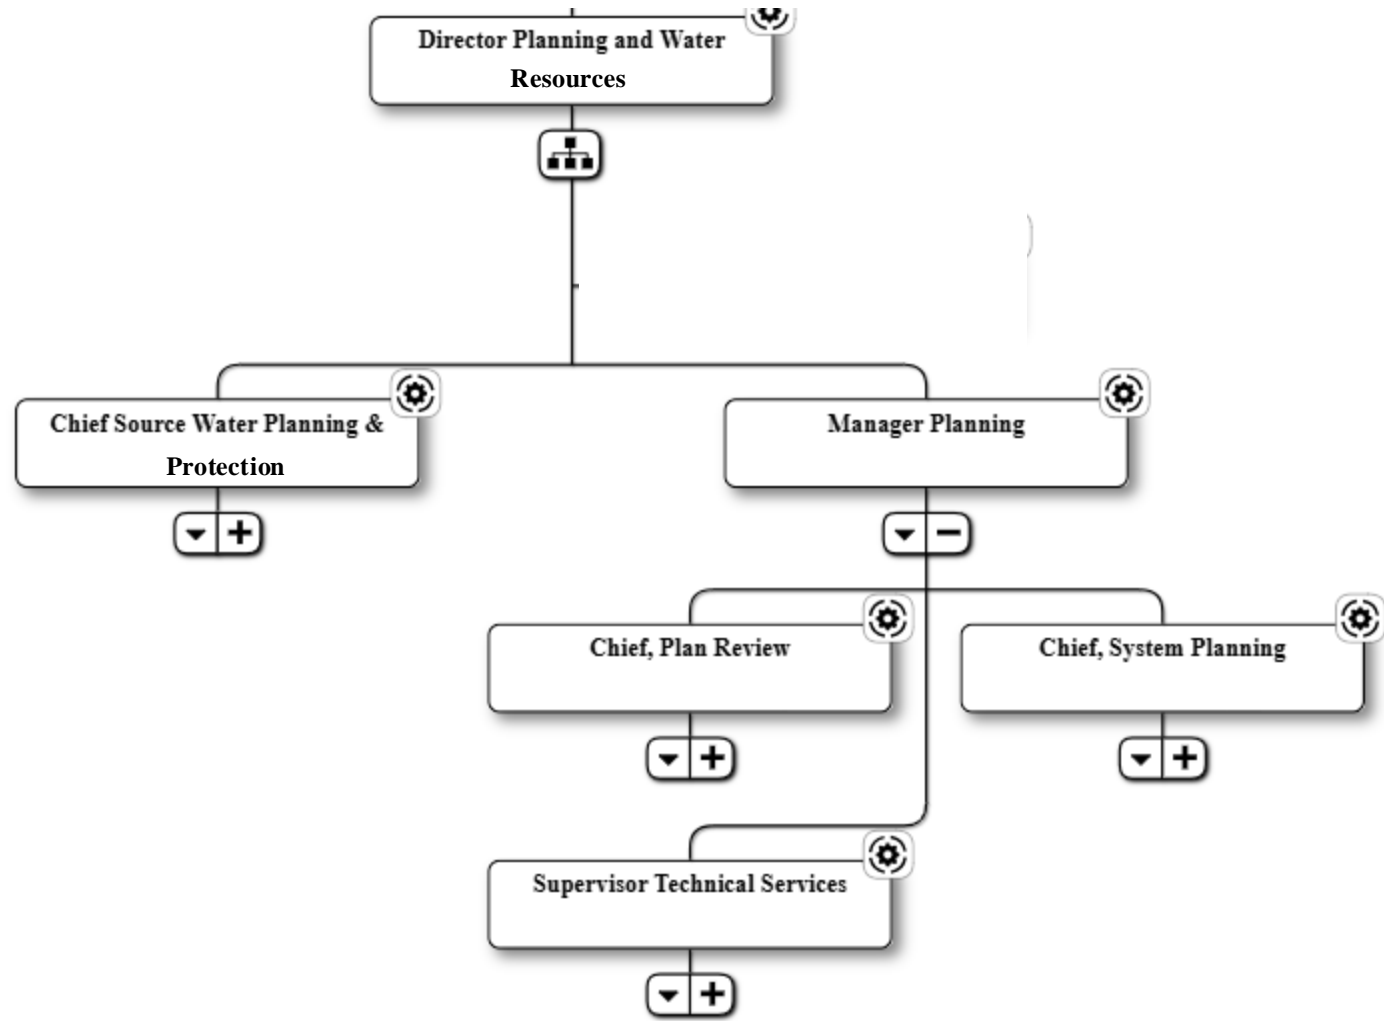 Director Planning and Water
Resources
Chief Source Water Planning &
Protection
Manager Planning
Chief, Plan Review
Chief, System Planning
Supervisor Technical Services